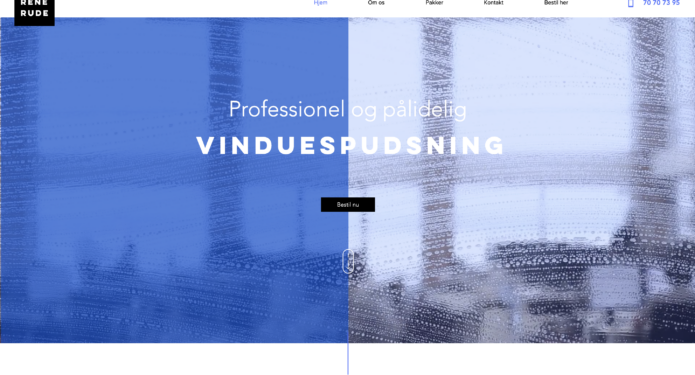 RENE
RUDE
Hjem
Om os
Pakker
Kontakt
Bestil her
70 70 73 95
Professionel og pålidelig
VINDUESPUDSNING
Bestil nu